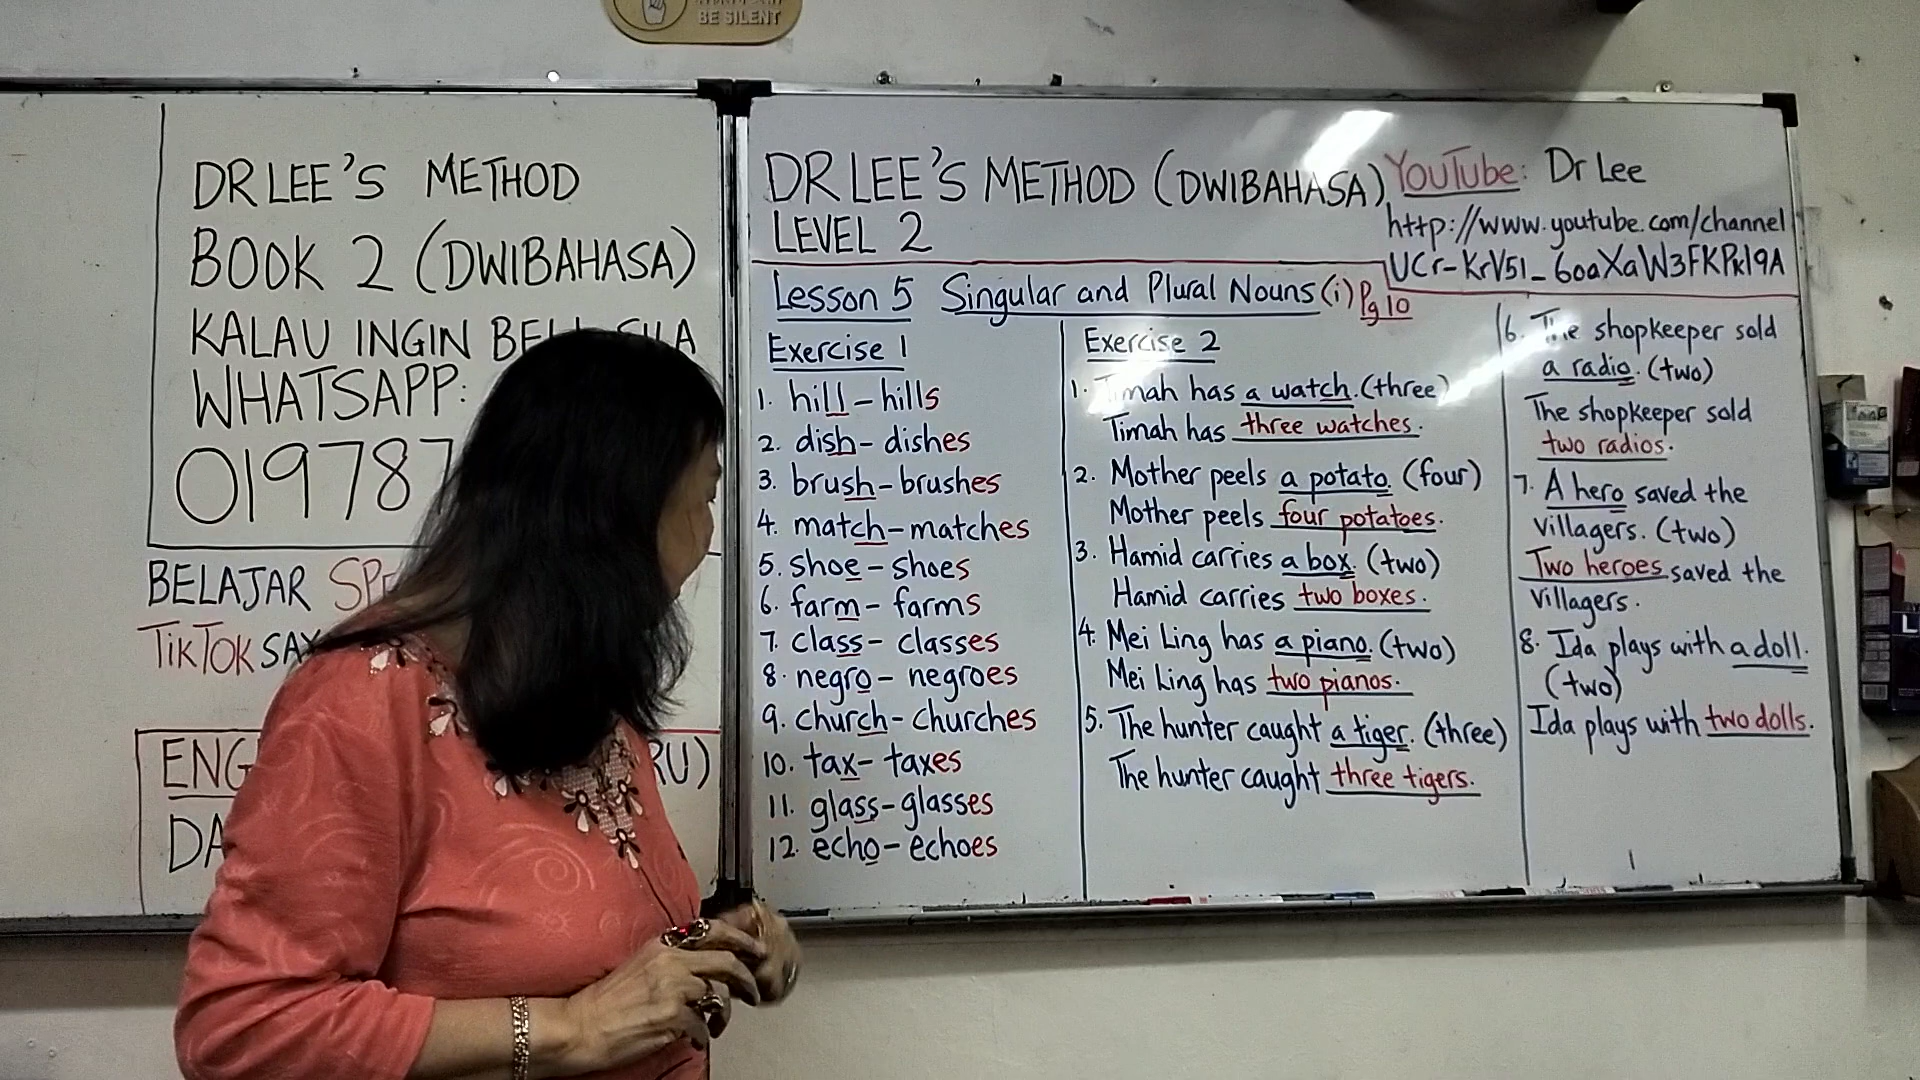 BE SILENT
DR LEE'S METHOD
BOOK 2 (DWIBAHASA)
KALAU INGIN
WHATSAPP:
BELAJAR
TikTok
DR LEE'S METHOD (DWIBAHASA)
LEVEL 2
YouTube: Dr Lee
http://www.youtube.com/channel
UCr-KrV5l_6oaXaW3FKPkl9A
Lesson 5 Singular and Plural Nouns (i) Pg 10
Exercise 1
1. hill - hills
2. dish - dishes
3. brush - brushes
4. match - matches
5. shoe - shoes
6. farm - farms
7. class - classes
8. negro - negroes
9. church - churches
10. tax - taxes
11. glass - glasses
12. echo - echoes
Exercise 2
1. Timah has a watch. (three)
Timah has three watches.
2. Mother peels a potato. (four)
Mother peels four potatoes.
3. Hamid carries a box. (two)
Hamid carries two boxes.
4. Mei Ling has a piano. (two)
Mei Ling has two pianos.
5. The hunter caught a tiger. (three)
The hunter caught three tigers.
6. The shopkeeper sold
a radio. (two)
The shopkeeper sold
two radios.
7. A hero saved the
villagers. (two)
Two heroes saved the
villagers.
8. Ida plays with a doll.
(two)
Ida plays with two dolls.